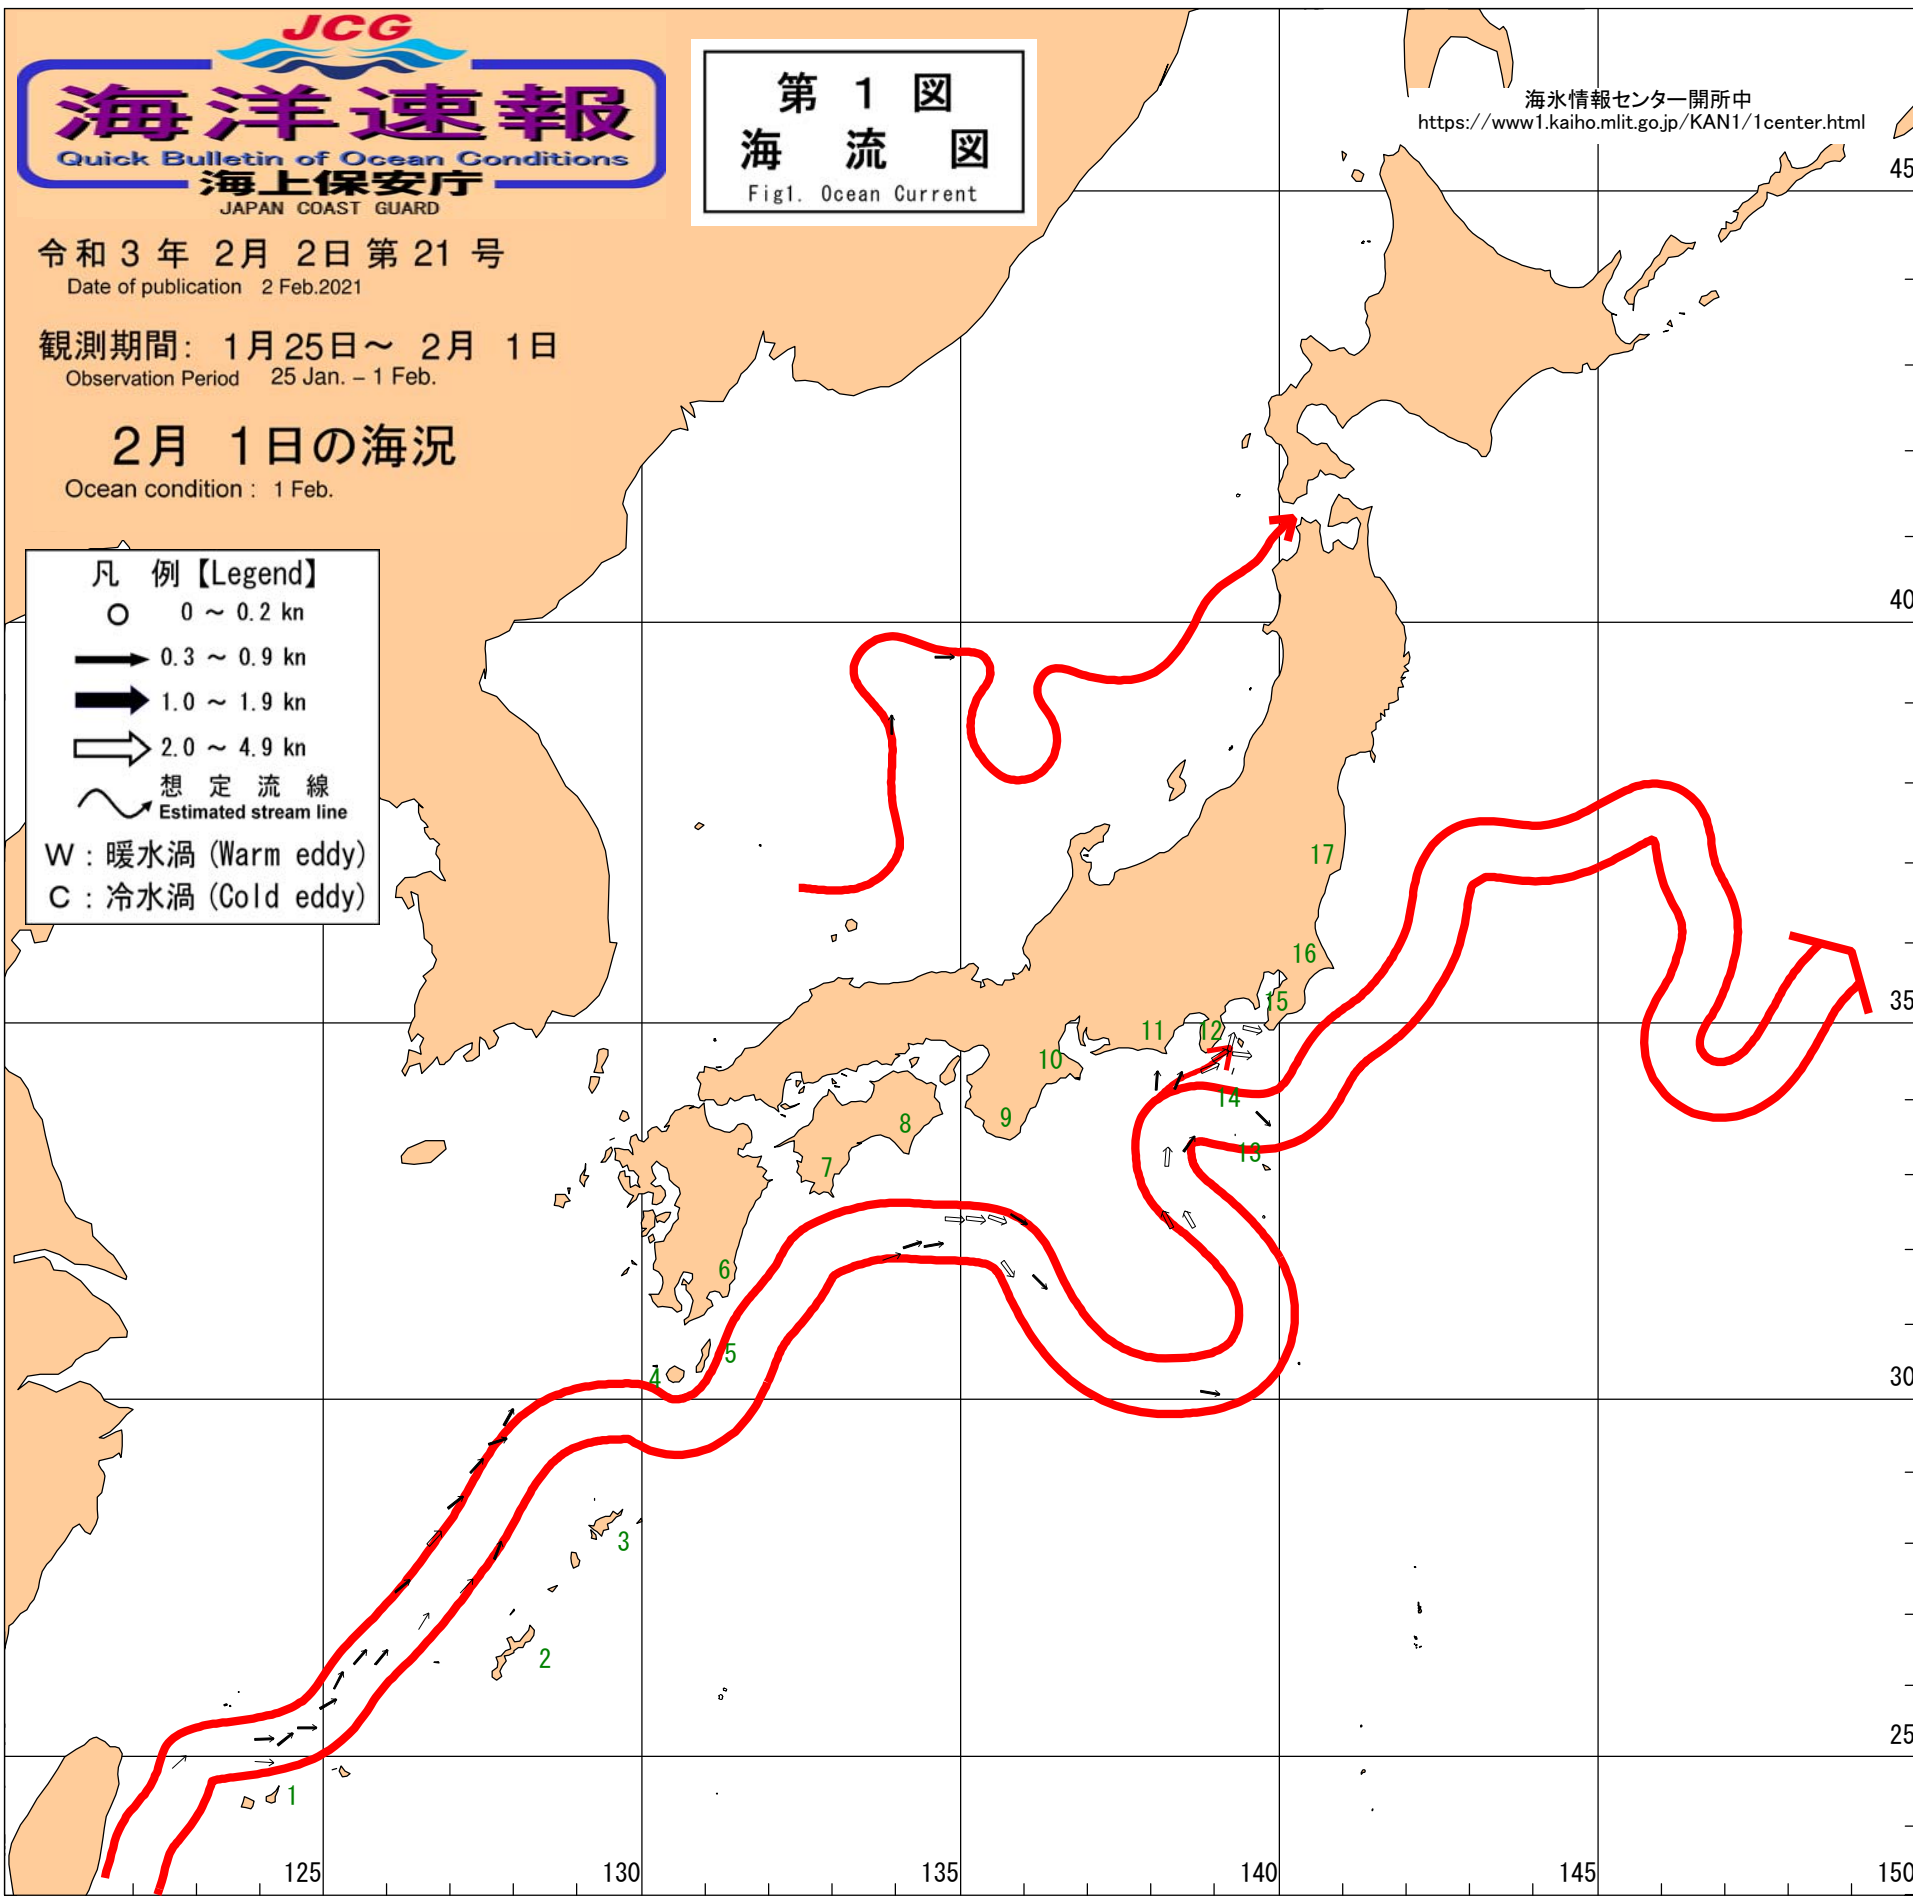 JCG
海洋速報
Quick Bulletin of Ocean Conditions
海上保安庁
JAPAN COAST GUARD
第 1 図
海 流 図
Fig1. Ocean Current
海氷情報センター開所中
https://www1.kaiho.mlit.go.jp/KAN1/1center.html
令和 3 年 2月 2日 第 21 号
Date of publication 2 Feb.2021
観測期間: 1月25日～ 2月 1日
Observation Period 25 Jan. – 1 Feb.
2月 1日の海況
Ocean condition : 1 Feb.
凡 例【Legend】
0 ～ 0.2 kn
0.3 ～ 0.9 kn
1.0 ～ 1.9 kn
2.0 ～ 4.9 kn
想 定 流 線
Estimated stream line
W : 暖水渦 (Warm eddy)
C : 冷水渦 (Cold eddy)
45
40
35
30
25
17
16
15
12
11
10
14
9
8
13
7
6
5
4
3
2
1
125
130
135
140
145
150